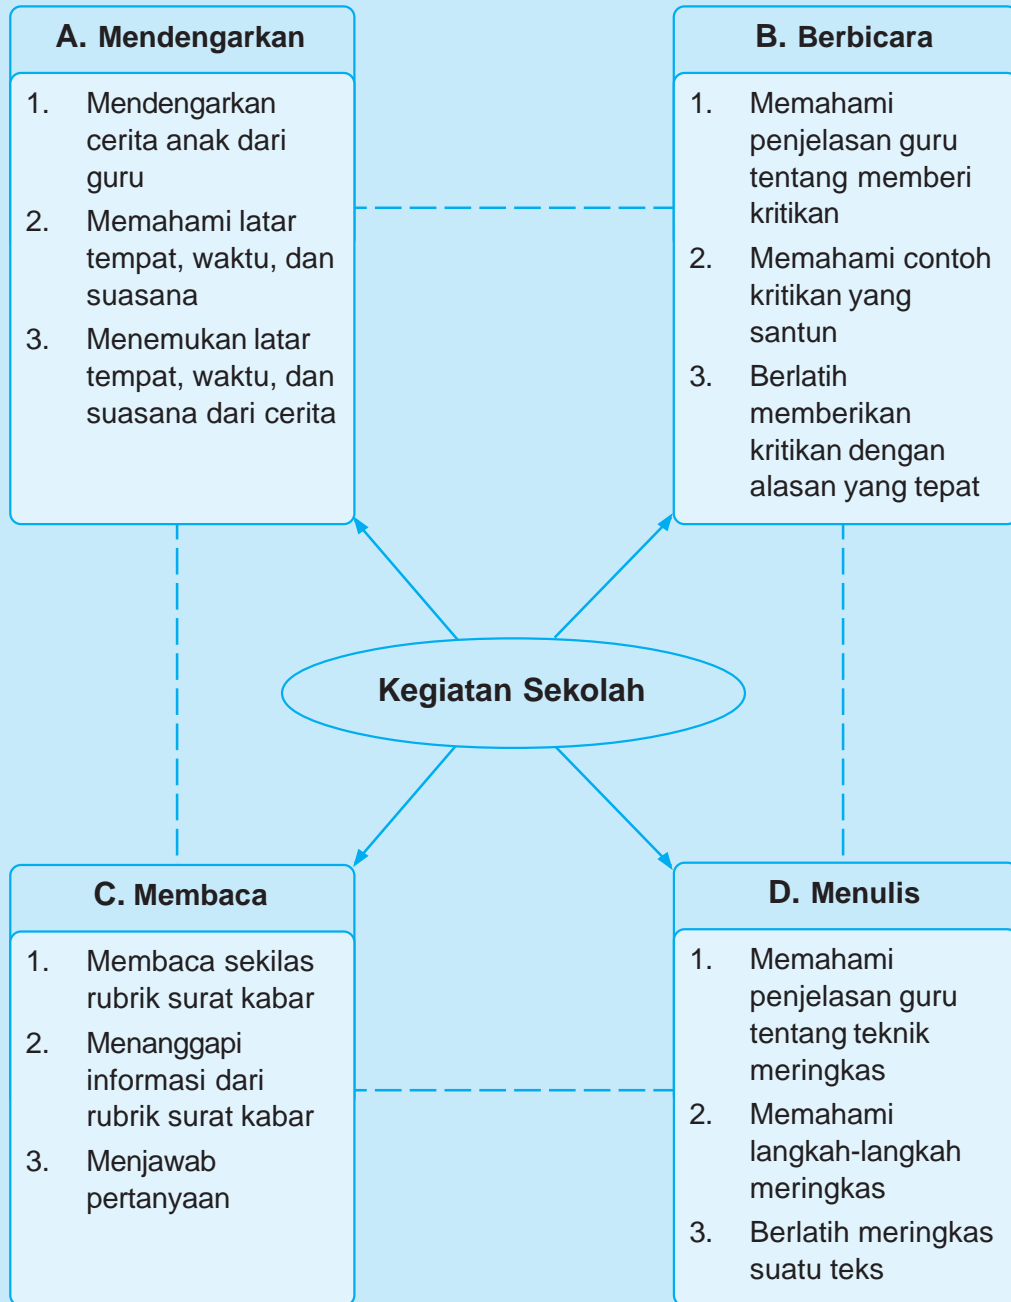 A. Mendengarkan
1. Mendengarkan
cerita anak dari
guru
2. Memahami latar
tempat, waktu, dan
suasana
3. Menemukan latar
tempat, waktu, dan
suasana dari cerita
B. Berbicara
1. Memahami
penjelasan guru
tentang memberi
kritikan
2. Memahami contoh
kritikan yang
santun
3. Berlatih
memberikan
kritikan dengan
alasan yang tepat
Kegiatan Sekolah
C. Membaca
1. Membaca sekilas
rubrik surat kabar
2. Menanggapi
informasi dari
rubrik surat kabar
3. Menjawab
pertanyaan
D. Menulis
1. Memahami
penjelasan guru
tentang teknik
meringkas
2. Memahami
langkah-langkah
meringkas
3. Berlatih meringkas
suatu teks